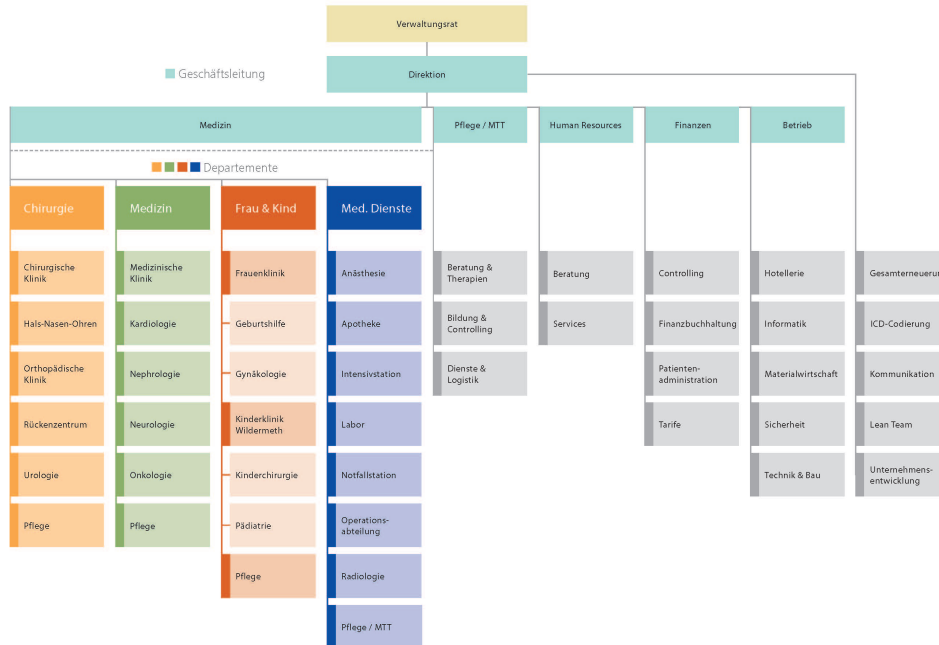 Verwaltungsrat
Geschäftsleitung
Direktion
Medizin
Pflege / MTT
Human Resources
Finanzen
Betrieb
Departemente
Chirurgie
Medizin
Frau & Kind
Med. Dienste
Chirurgische
Klinik
Hals-Nasen-Ohren
Orthopädische
Klinik
Rückenzentrum
Urologie
Pflege
Medizinische
Klinik
Kardiologie
Nephrologie
Neurologie
Onkologie
Pflege
Frauenklinik
Geburtshilfe
Gynäkologie
Kinderklinik
Wildermeth
Kinderchirurgie
Pädiatrie
Pflege
Anästhesie
Apotheke
Intensivstation
Labor
Notfallstation
Operations-
abteilung
Radiologie
Pflege / MTT
Beratung &
Therapien
Bildung &
Controlling
Dienste &
Logistik
Beratung
Services
Controlling
Finanzbuchhaltung
Patienten-
administration
Tarife
Hotellerie
Informatik
Materialwirtschaft
Sicherheit
Technik & Bau
Gesamterneuerun
ICD-Codierung
Kommunikation
Lean Team
Unternehmens-
entwicklung